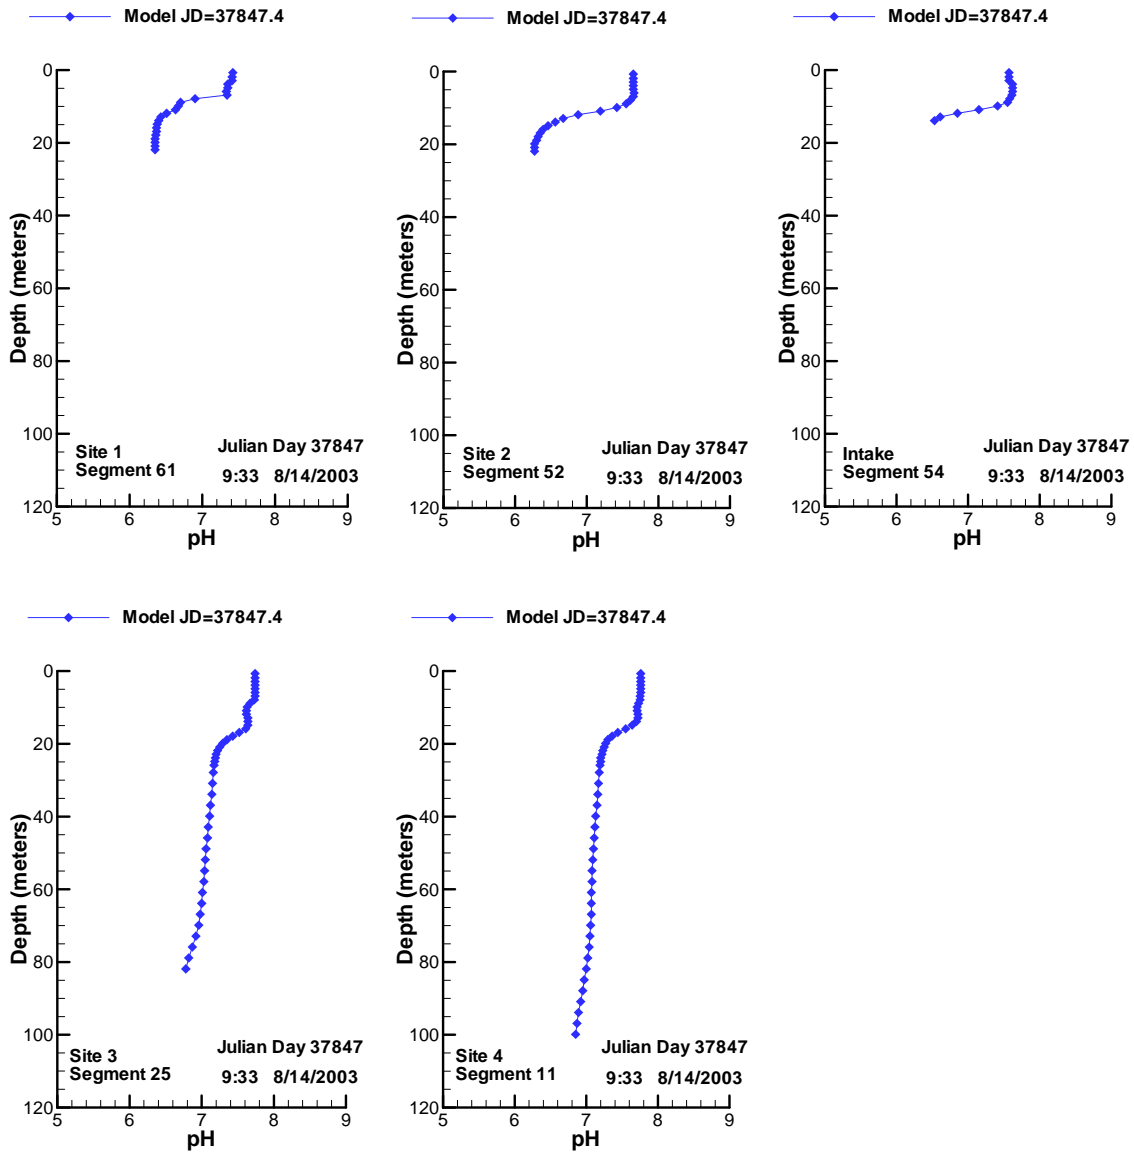 Model JD=37847.4
0
20
40
60
80
100
120
Depth (meters)
Site 1
Segment 61
Julian Day 37847
9:33 8/14/2003
5 6 7 8 9
pH
Model JD=37847.4
0
20
40
60
80
100
120
Depth (meters)
Site 2
Segment 52
Julian Day 37847
9:33 8/14/2003
5 6 7 8 9
pH
Model JD=37847.4
0
20
40
60
80
100
120
Depth (meters)
Intake
Segment 54
Julian Day 37847
9:33 8/14/2003
5 6 7 8 9
pH
Model JD=37847.4
0
20
40
60
80
100
120
Depth (meters)
Site 3
Segment 25
Julian Day 37847
9:33 8/14/2003
5 6 7 8 9
pH
Model JD=37847.4
0
20
40
60
80
100
120
Depth (meters)
Site 4
Segment 11
Julian Day 37847
9:33 8/14/2003
5 6 7 8 9
pH